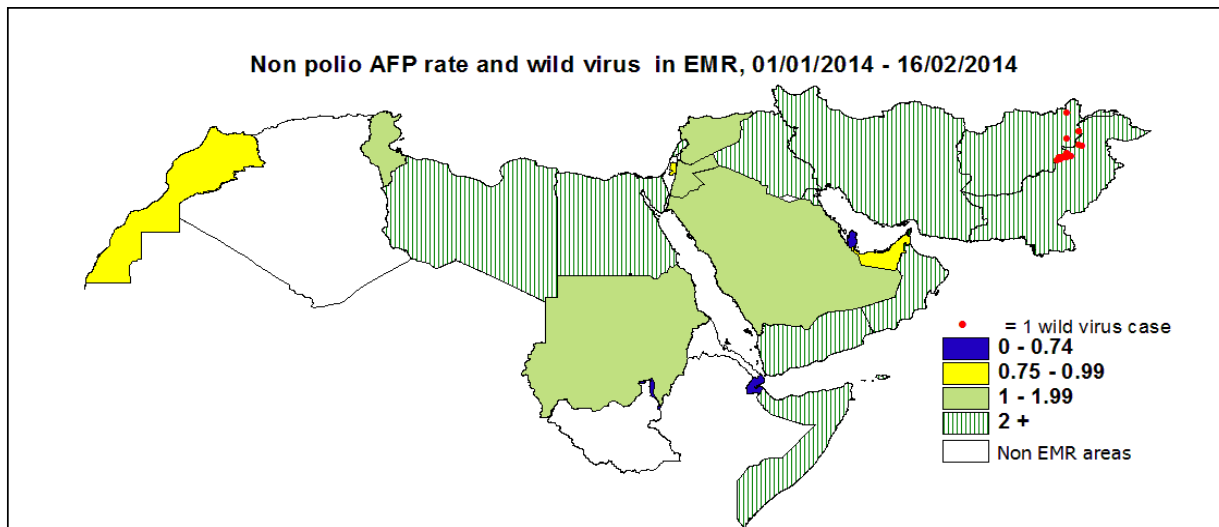 Non polio AFP rate and wild virus in EMR, 01/01/2014 - 16/02/2014
= 1 wild virus case
0 - 0.74
0.75 - 0.99
1 - 1.99
2 +
Non EMR areas